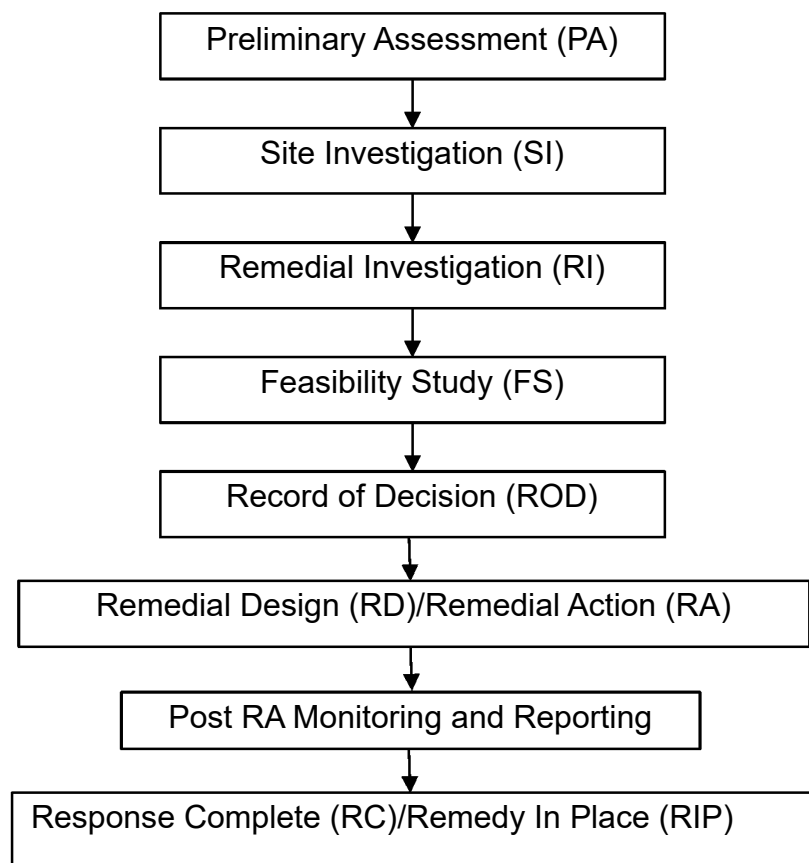 Preliminary Assessment (PA)
Site Investigation (SI)
Remedial Investigation (RI)
Feasibility Study (FS)
Record of Decision (ROD)
Remedial Design (RD)/Remedial Action (RA)
Post RA Monitoring and Reporting
Response Complete (RC)/Remedy In Place (RIP)